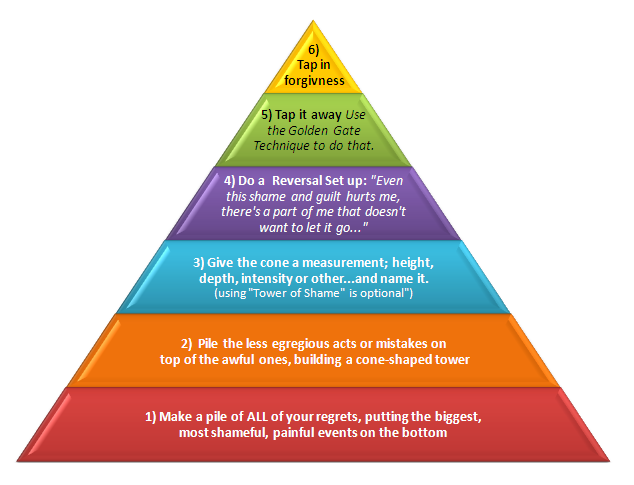 6)
Tap in
forgivness
5) Tap it away Use
the Golden Gate
Technique to do that.
4) Do a  Reversal Set up: "Even
this shame and guilt hurts me,
there's a part of me that doesn't
want to let it go..."
3) Give the cone a measurement; height,
depth, intensity or other...and name it.
(using "Tower of Shame" is optional")
2)  Pile the less egregious acts or mistakes on
top of the awful ones, building a cone-shaped tower
1) Make a pile of ALL of your regrets, putting the biggest,
most shameful, painful events on the bottom